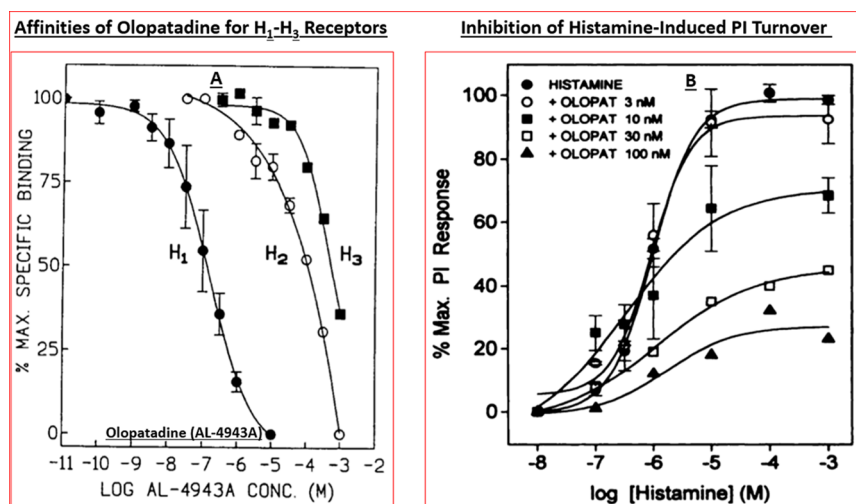 Affinities of Olopatadine for H1-H3 Receptors
A
% MAX. SPECIFIC BINDING
100
75
50
25
0
H1
H2
H3
Olopatadine (AL-4943A)
-11 -10 -9 -8 -7 -6 -5 -4 -3 -2
LOG AL-4943A CONC. (M)
Inhibition of Histamine-Induced PI Turnover
B
% Max. PI Response
100
80
60
40
20
0
HISTAMINE
+ OLOPAT 3 nM
+ OLOPAT 10 nM
+ OLOPAT 30 nM
+ OLOPAT 100 nM
-8 -7 -6 -5 -4 -3
log [Histamine] (M)